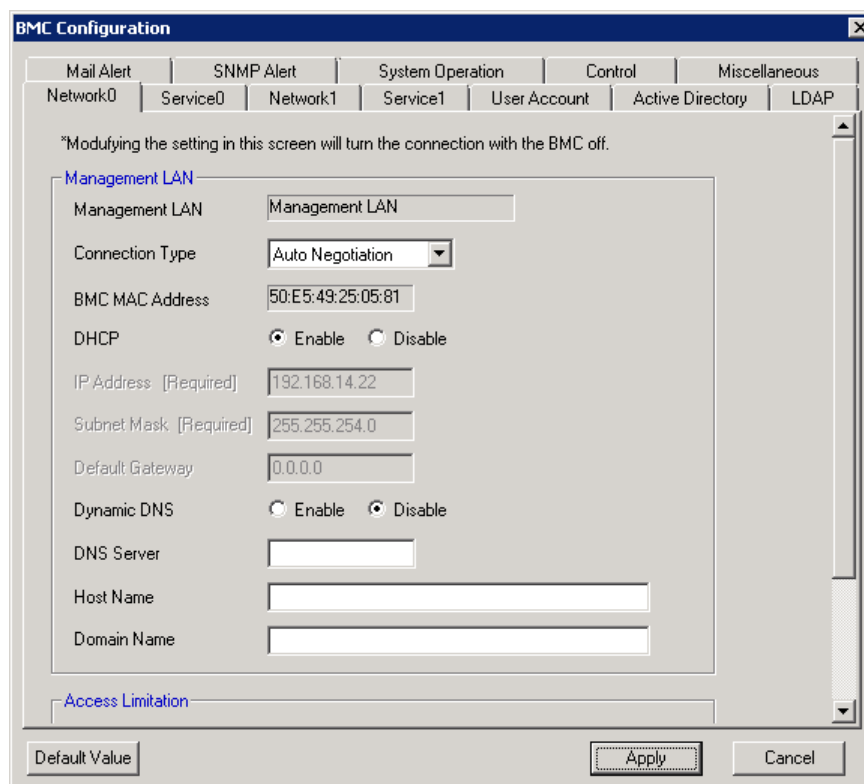 BMC Configuration
Mail Alert SNMP Alert System Operation Control Miscellaneous
Network0 Service0 Network1 Service1 User Account Active Directory LDAP
*Modufying the setting in this screen will turn the connection with the BMC off.
Management LAN
Management LAN Management LAN
Connection Type Auto Negotiation
BMC MAC Address 50:E5:49:25:05:81
DHCP Enable Disable
IP Address [Required] 192.168.14.22
Subnet Mask [Required] 255.255.254.0
Default Gateway 0.0.0.0
Dynamic DNS Enable Disable
DNS Server
Host Name
Domain Name
Access Limitation
Default Value Apply Cancel